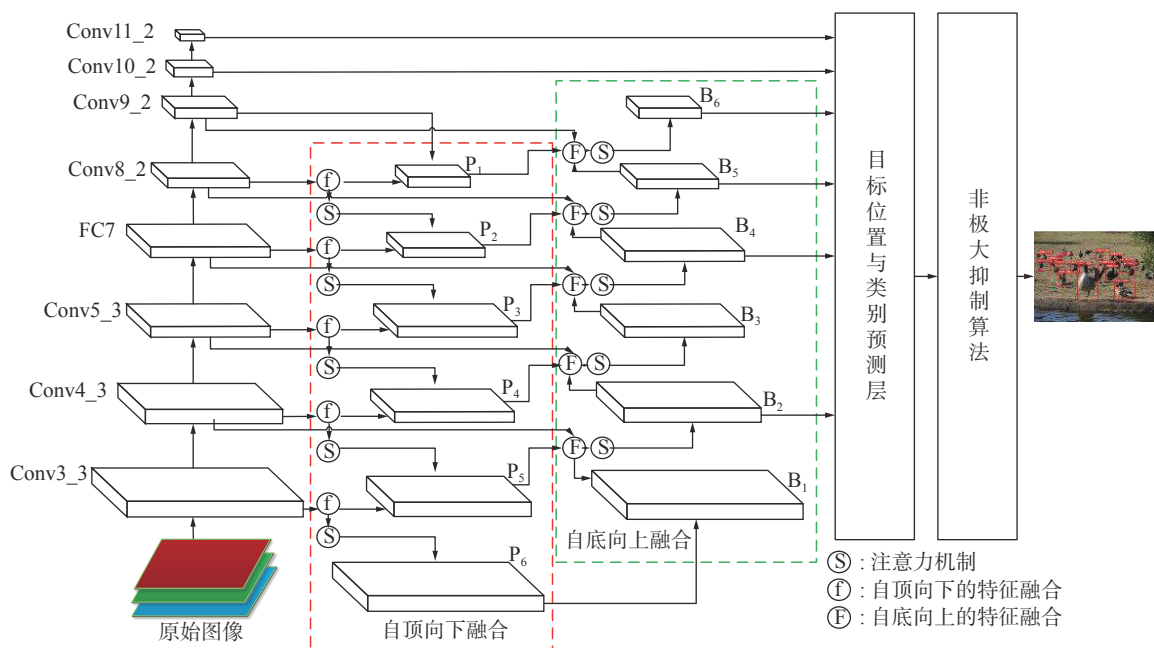 Conv11_2
Conv10_2
Conv9_2
Conv8_2
FC7
Conv5_3
Conv4_3
Conv3_3
原始图像
f
S
f
S
f
S
f
S
f
S
P1
P2
P3
P4
P5
P6
自顶向下融合
F
S
F
S
F
S
F
S
F
S
B6
B5
B4
B3
B2
B1
自底向上融合
目标位置与类别预测层
非极大抑制算法
S : 注意力机制
f : 自顶向下的特征融合
F : 自底向上的特征融合